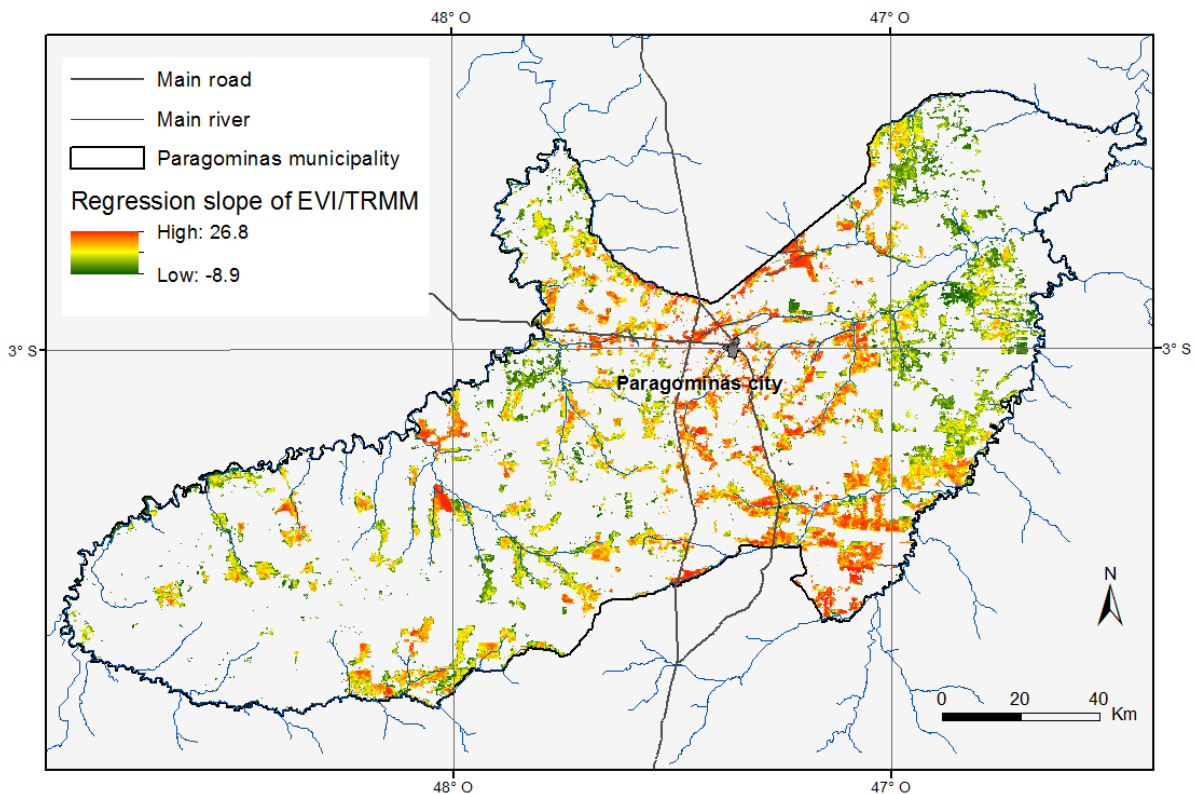 48° O
47° O
Main road
Main river
Paragominas municipality
Regression slope of EVI/TRMM
High: 26.8
Low: -8.9
3° S
3° S
Paragominas city
N
0
20
40
Km
48° O
47° O